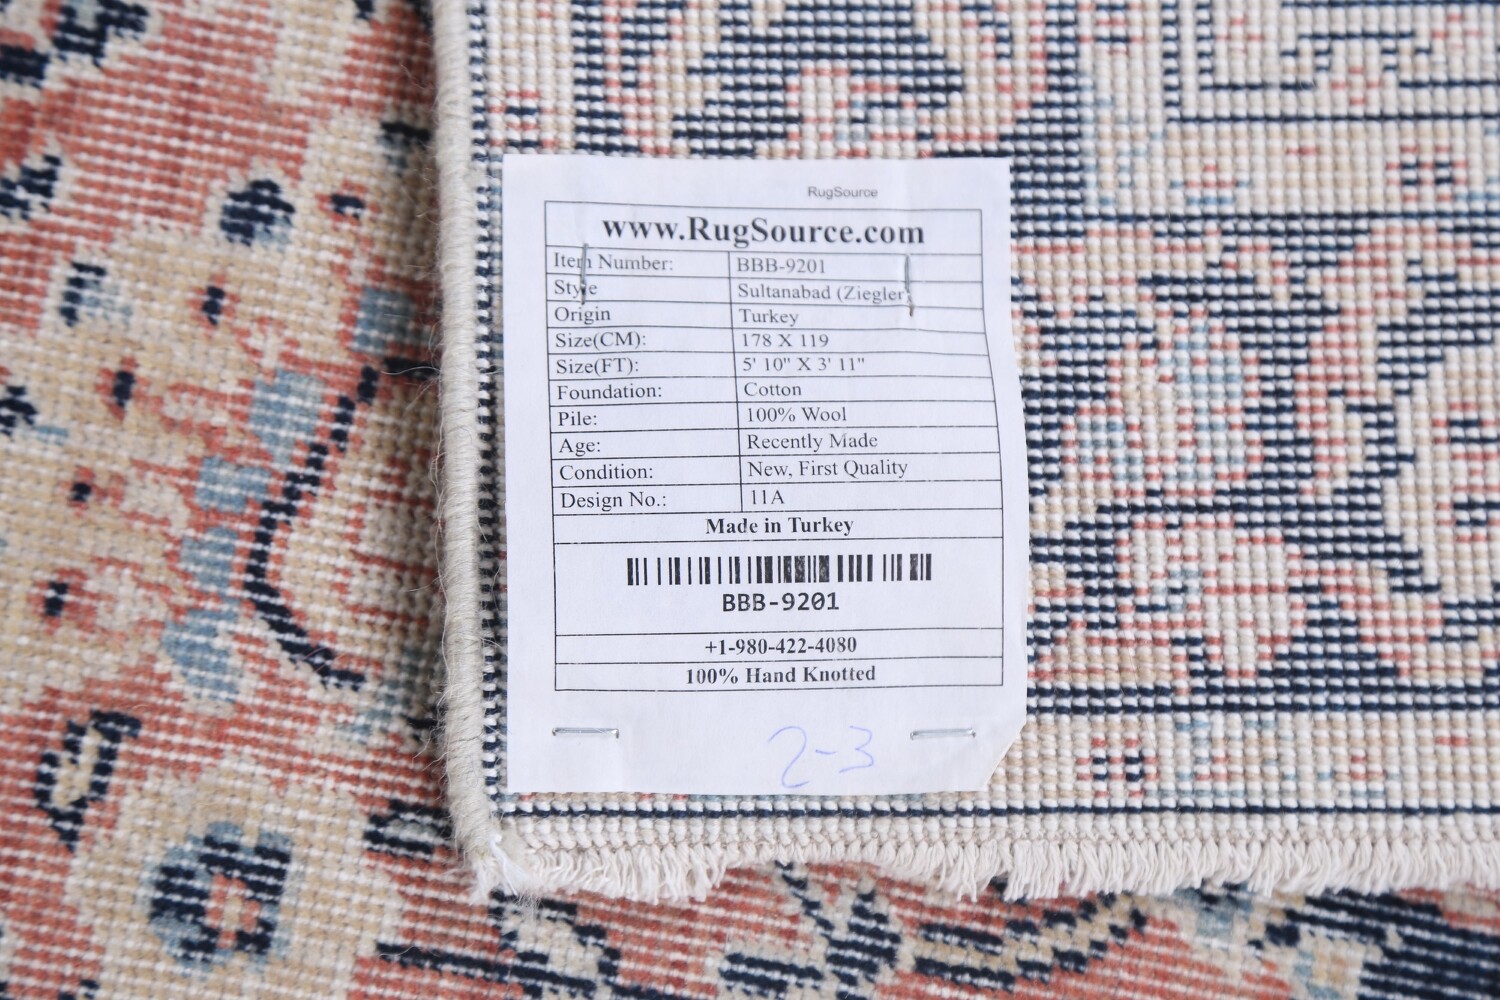 RugSource
www.RugSource.com
Item Number: BBB-9201
Style Sultanabad (Ziegler)
Origin Turkey
Size(CM): 178 X 119
Size(FT): 5' 10" X 3' 11"
Foundation: Cotton
Pile: 100% Wool
Age: Recently Made
Condition: New, First Quality
Design No.: 11A
Made in Turkey
BBB-9201
+1-980-422-4080
100% Hand Knotted
2-3